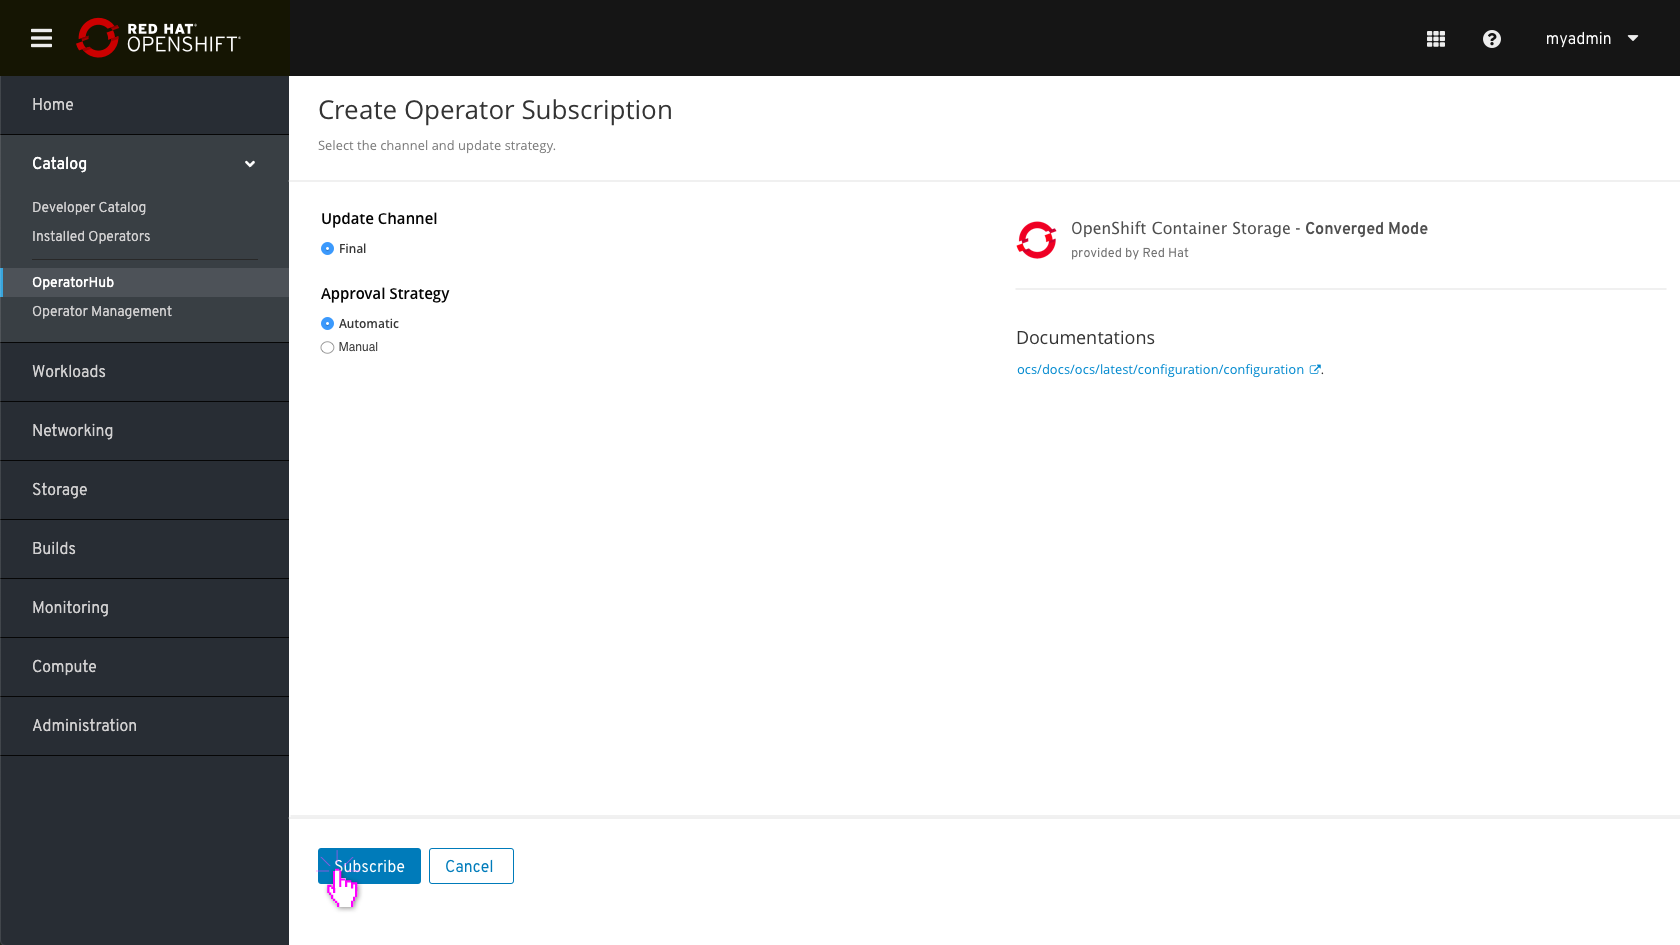 RED HAT
OPENSHIFT
myadmin
Home
Catalog
Developer Catalog
Installed Operators
OperatorHub
Operator Management
Workloads
Networking
Storage
Builds
Monitoring
Compute
Administration
Create Operator Subscription
Select the channel and update strategy.
Update Channel
Final
Approval Strategy
Automatic
Manual
OpenShift Container Storage - Converged Mode
provided by Red Hat
Documentations
ocs/docs/ocs/latest/configuration/configuration .
Subscribe
Cancel